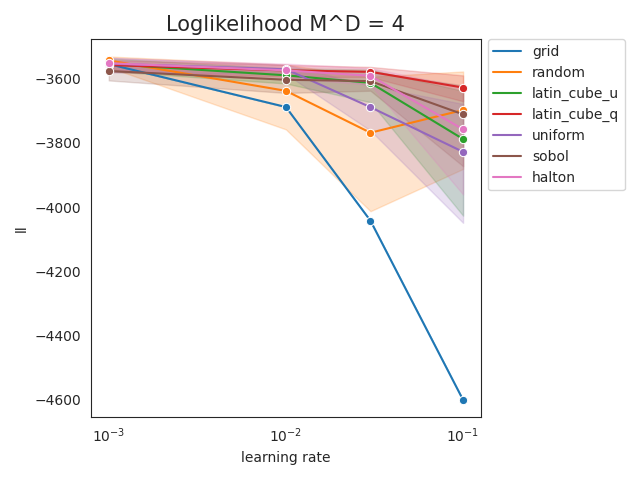 Loglikelihood M^D = 4
ll
−3600
−3800
−4000
−4200
−4400
−4600
10⁻³
10⁻²
10⁻¹
learning rate
grid
random
latin_cube_u
latin_cube_q
uniform
sobol
halton